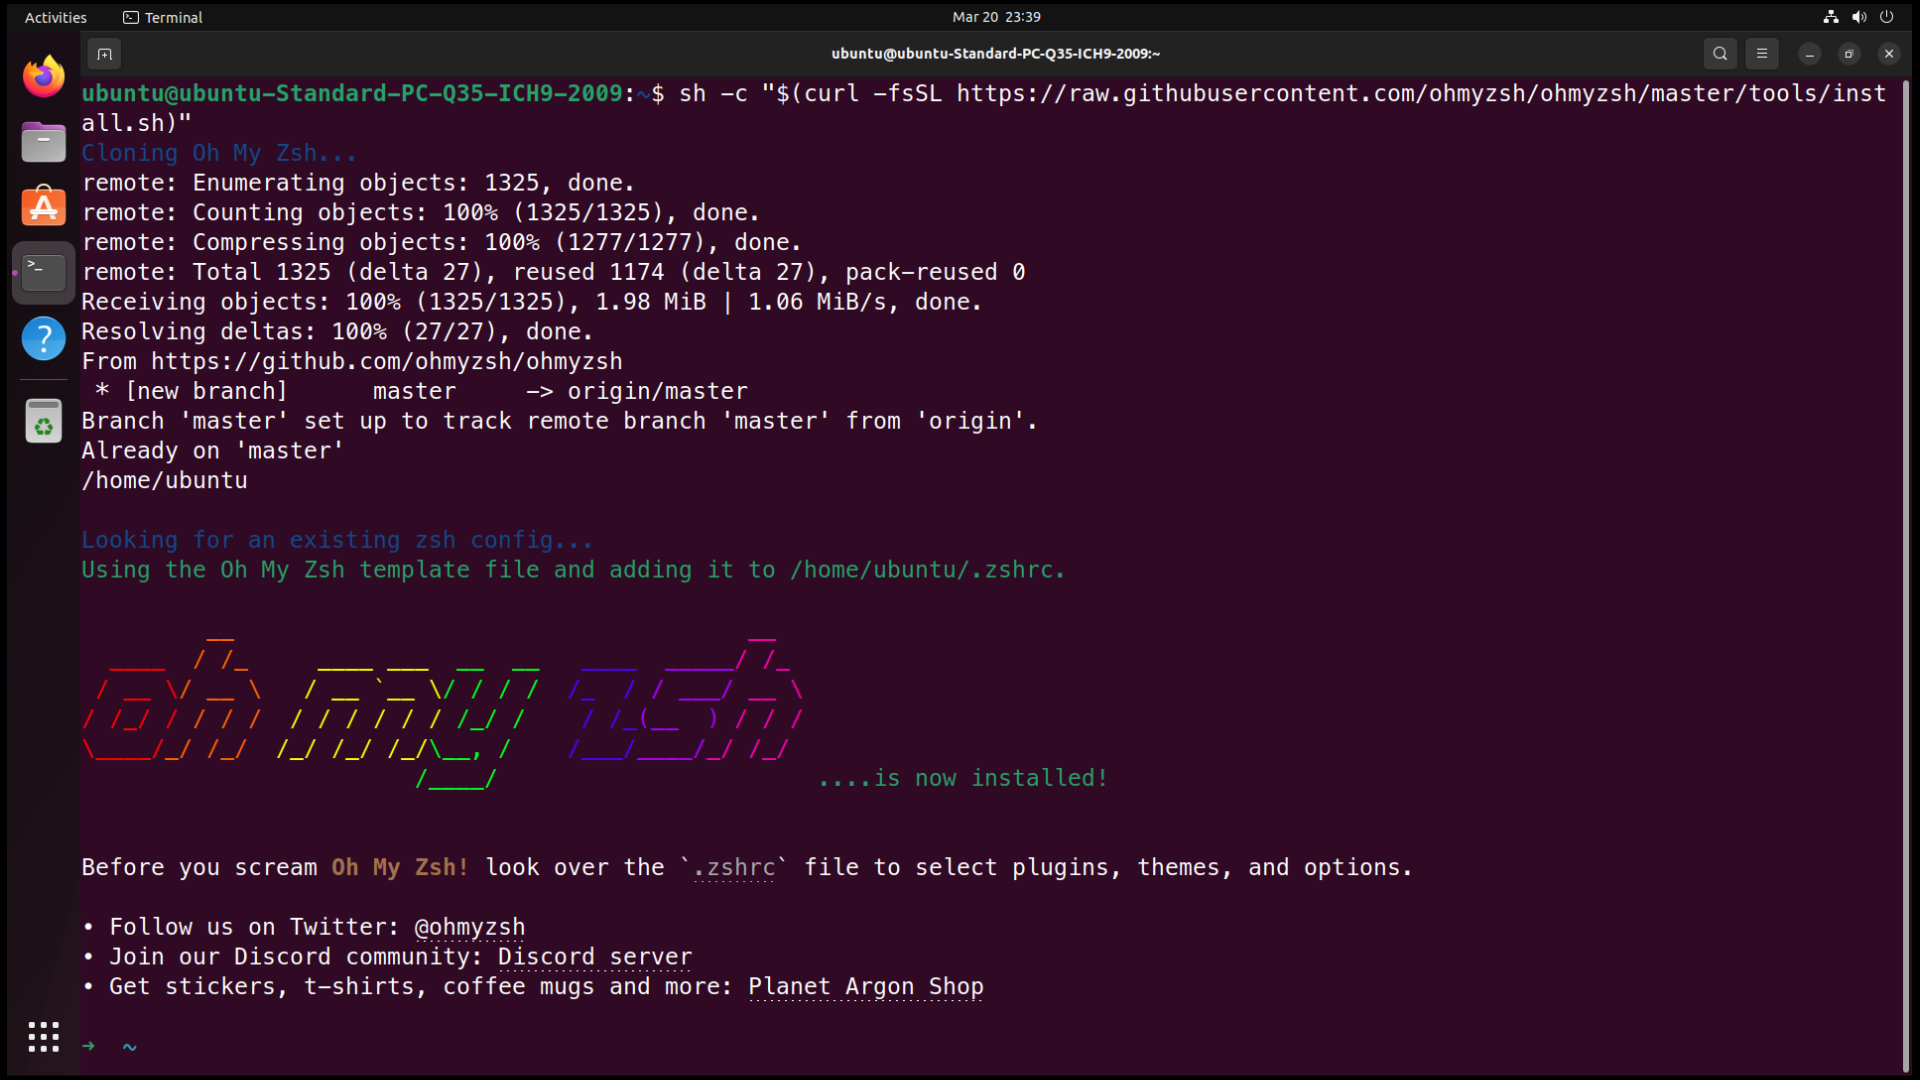 Activities Terminal Mar 20 23:39
ubuntu@ubuntu-Standard-PC-Q35-ICH9-2009:~
ubuntu@ubuntu-Standard-PC-Q35-ICH9-2009:~$ sh -c "$(curl -fsSL https://raw.githubusercontent.com/ohmyzsh/ohmyzsh/master/tools/inst
all.sh)"
Cloning Oh My Zsh...
remote: Enumerating objects: 1325, done.
remote: Counting objects: 100% (1325/1325), done.
remote: Compressing objects: 100% (1277/1277), done.
remote: Total 1325 (delta 27), reused 1174 (delta 27), pack-reused 0
Receiving objects: 100% (1325/1325), 1.98 MiB | 1.06 MiB/s, done.
Resolving deltas: 100% (27/27), done.
From https://github.com/ohmyzsh/ohmyzsh
 * [new branch]      master     -> origin/master
Branch 'master' set up to track remote branch 'master' from 'origin'.
Already on 'master'
/home/ubuntu
Looking for an existing zsh config...
Using the Oh My Zsh template file and adding it to /home/ubuntu/.zshrc.
oh my zsh
....is now installed!
Before you scream Oh My Zsh! look over the `.zshrc` file to select plugins, themes, and options.
• Follow us on Twitter: @ohmyzsh
• Join our Discord community: Discord server
• Get stickers, t-shirts, coffee mugs and more: Planet Argon Shop
➜  ~